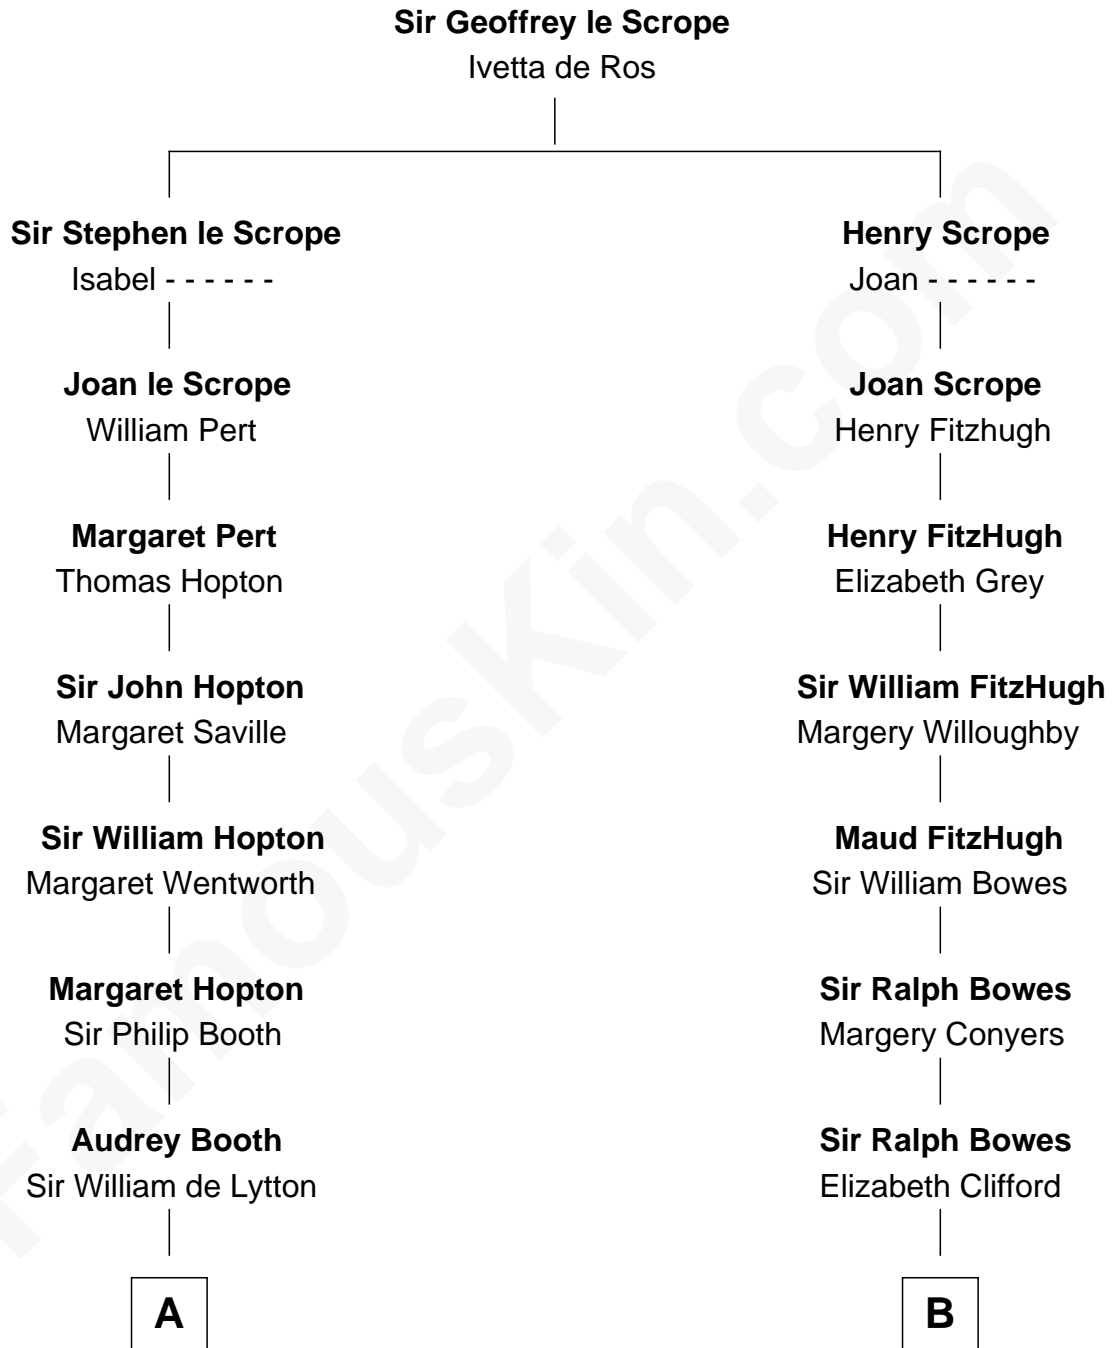 Sir Geoffrey le Scrope
Ivetta de Ros
Sir Stephen le Scrope
Isabel - - - - - -
Joan le Scrope
William Pert
Margaret Pert
Thomas Hopton
Sir John Hopton
Margaret Saville
Sir William Hopton
Margaret Wentworth
Margaret Hopton
Sir Philip Booth
Audrey Booth
Sir William de Lytton
A
Henry Scrope
Joan - - - - - -
Joan Scrope
Henry Fitzhugh
Henry FitzHugh
Elizabeth Grey
Sir William FitzHugh
Margery Willoughby
Maud FitzHugh
Sir William Bowes
Sir Ralph Bowes
Margery Conyers
Sir Ralph Bowes
Elizabeth Clifford
B
FamousKin.com